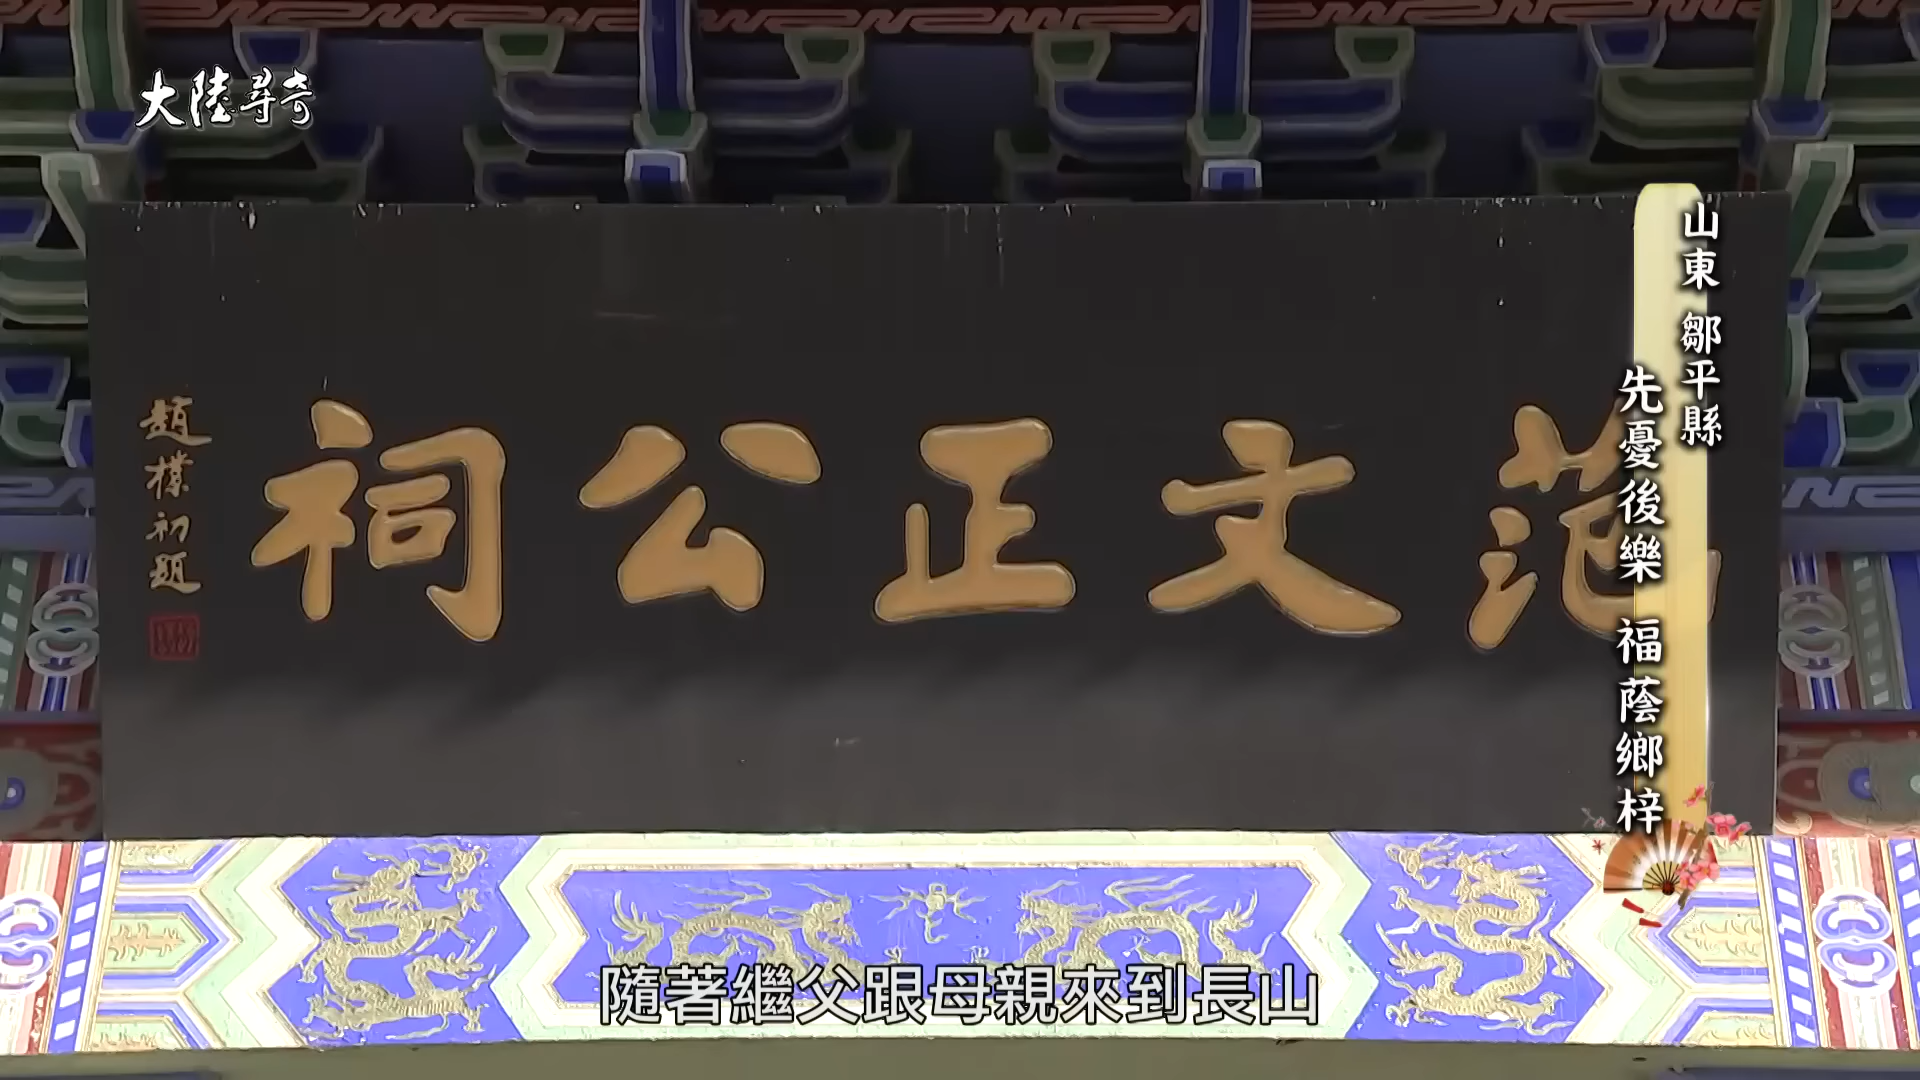 大陸尋奇
山東 鄒平縣
先憂後樂 福蔭鄉梓
范文正公祠
趙樸初題
隨著繼父跟母親來到長山